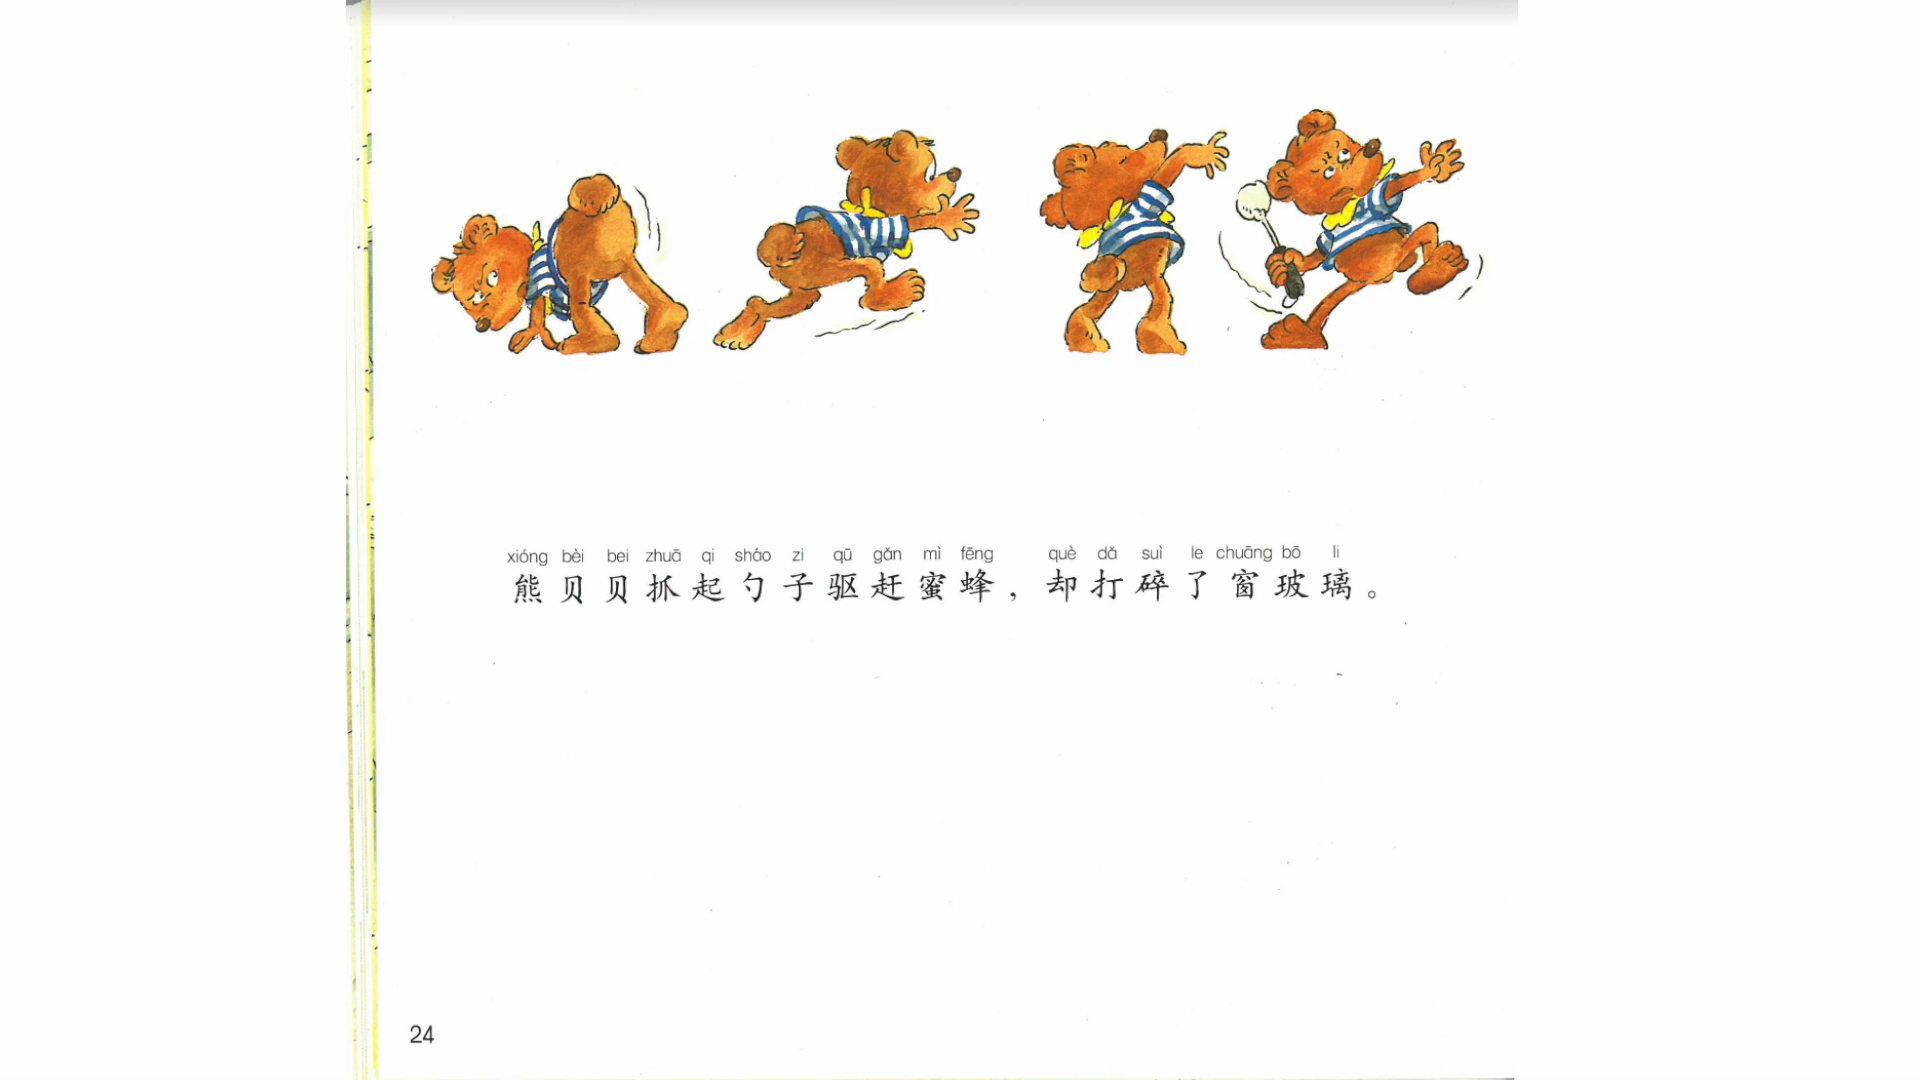 xióng bèi bei zhuā qi sháo zi qū gǎn mì fēng què dǎ suì le chuāng bō li
熊贝贝抓起勺子驱赶蜜蜂，却打碎了窗玻璃。
24